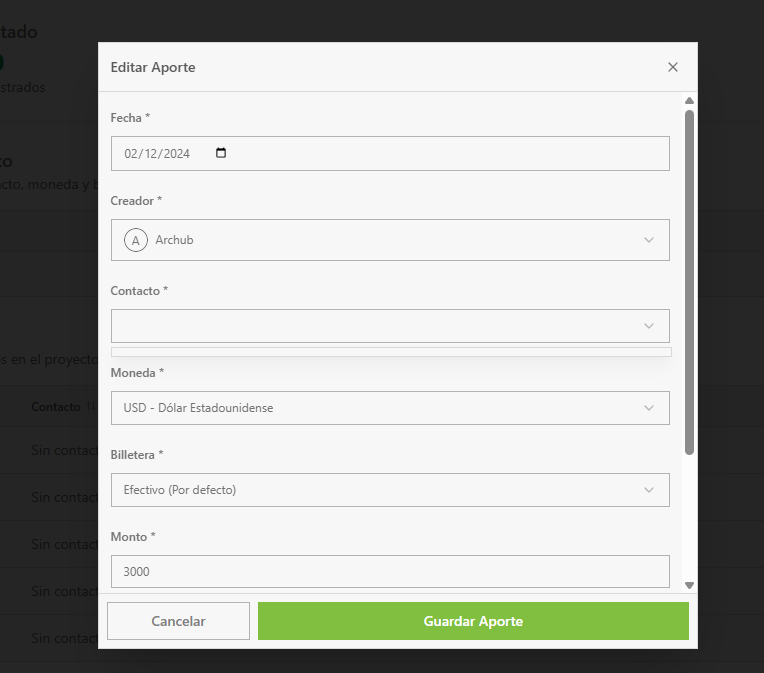 tado
strados
Editar Aporte
Fecha *
02/12/2024
Creador *
A Archub
Contacto *
Moneda *
USD - Dólar Estadounidense
Billetera *
Efectivo (Por defecto)
Monto *
3000
Cancelar
Guardar Aporte
to
acto, moneda y b
s en el proyecto
Contacto
Sin contact
Sin contact
Sin contact
Sin contact
Sin contact